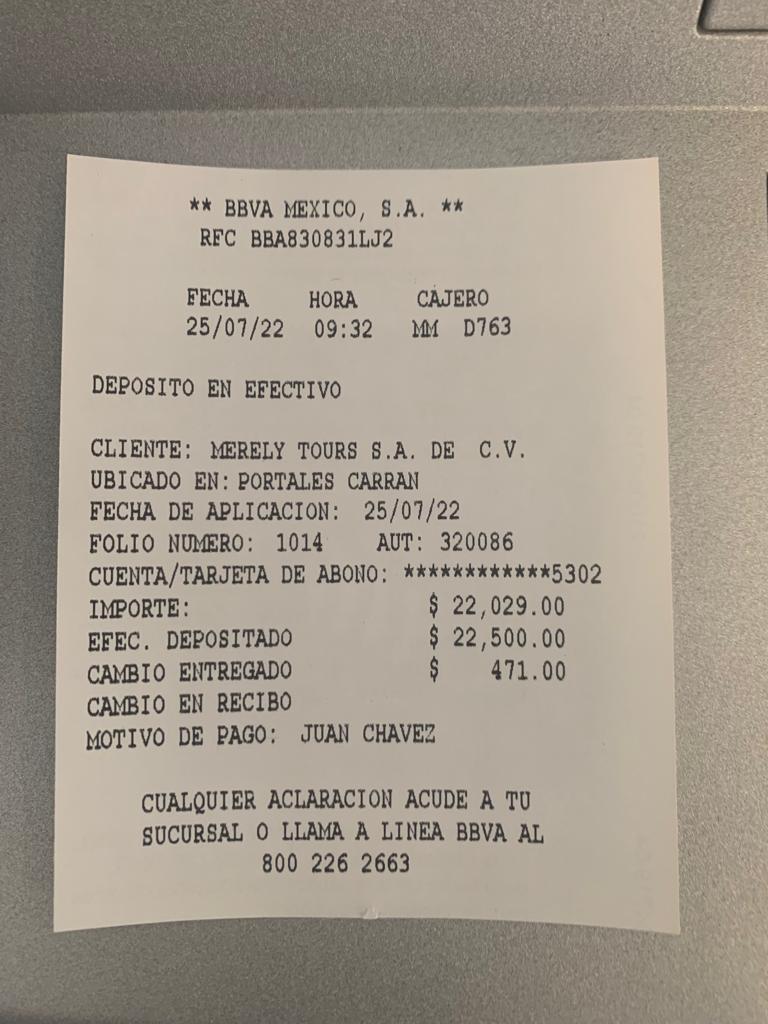 ** BBVA MEXICO, S.A. **
RFC BBA830831LJ2
FECHA HORA CAJERO
25/07/22 09:32 MM D763
DEPOSITO EN EFECTIVO
CLIENTE: MERELY TOURS S.A. DE C.V.
UBICADO EN: PORTALES CARRAN
FECHA DE APLICACION: 25/07/22
FOLIO NUMERO: 1014 AUT: 320086
CUENTA/TARJETA DE ABONO: ************5302
IMPORTE: $ 22,029.00
EFEC. DEPOSITADO $ 22,500.00
CAMBIO ENTREGADO $ 471.00
CAMBIO EN RECIBO
MOTIVO DE PAGO: JUAN CHAVEZ
CUALQUIER ACLARACION ACUDE A TU
SUCURSAL O LLAMA A LINEA BBVA AL
800 226 2663